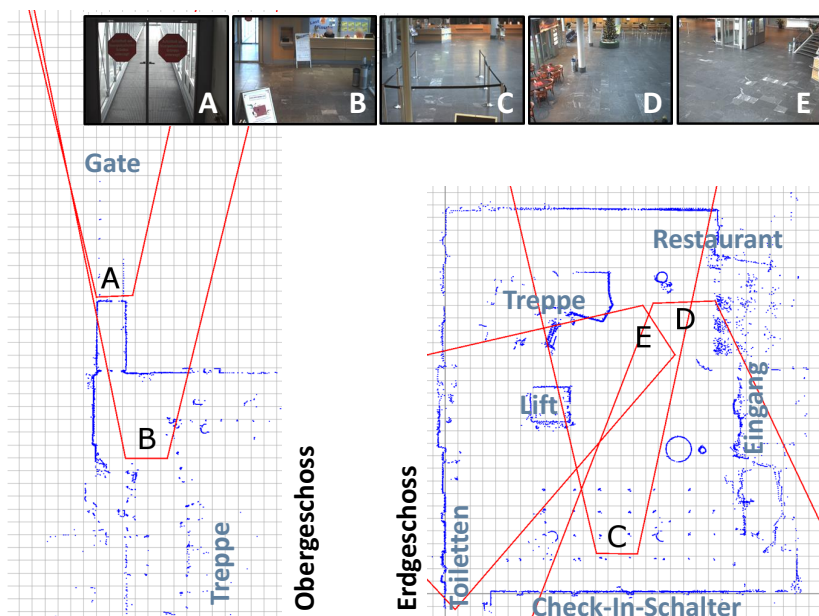 A
B
C
D
E
Gate
A
B
Treppe
Obergeschoss
Restaurant
Treppe
D
E
Lift
Eingang
C
Erdgeschoss
Toiletten
Check-In-Schalter